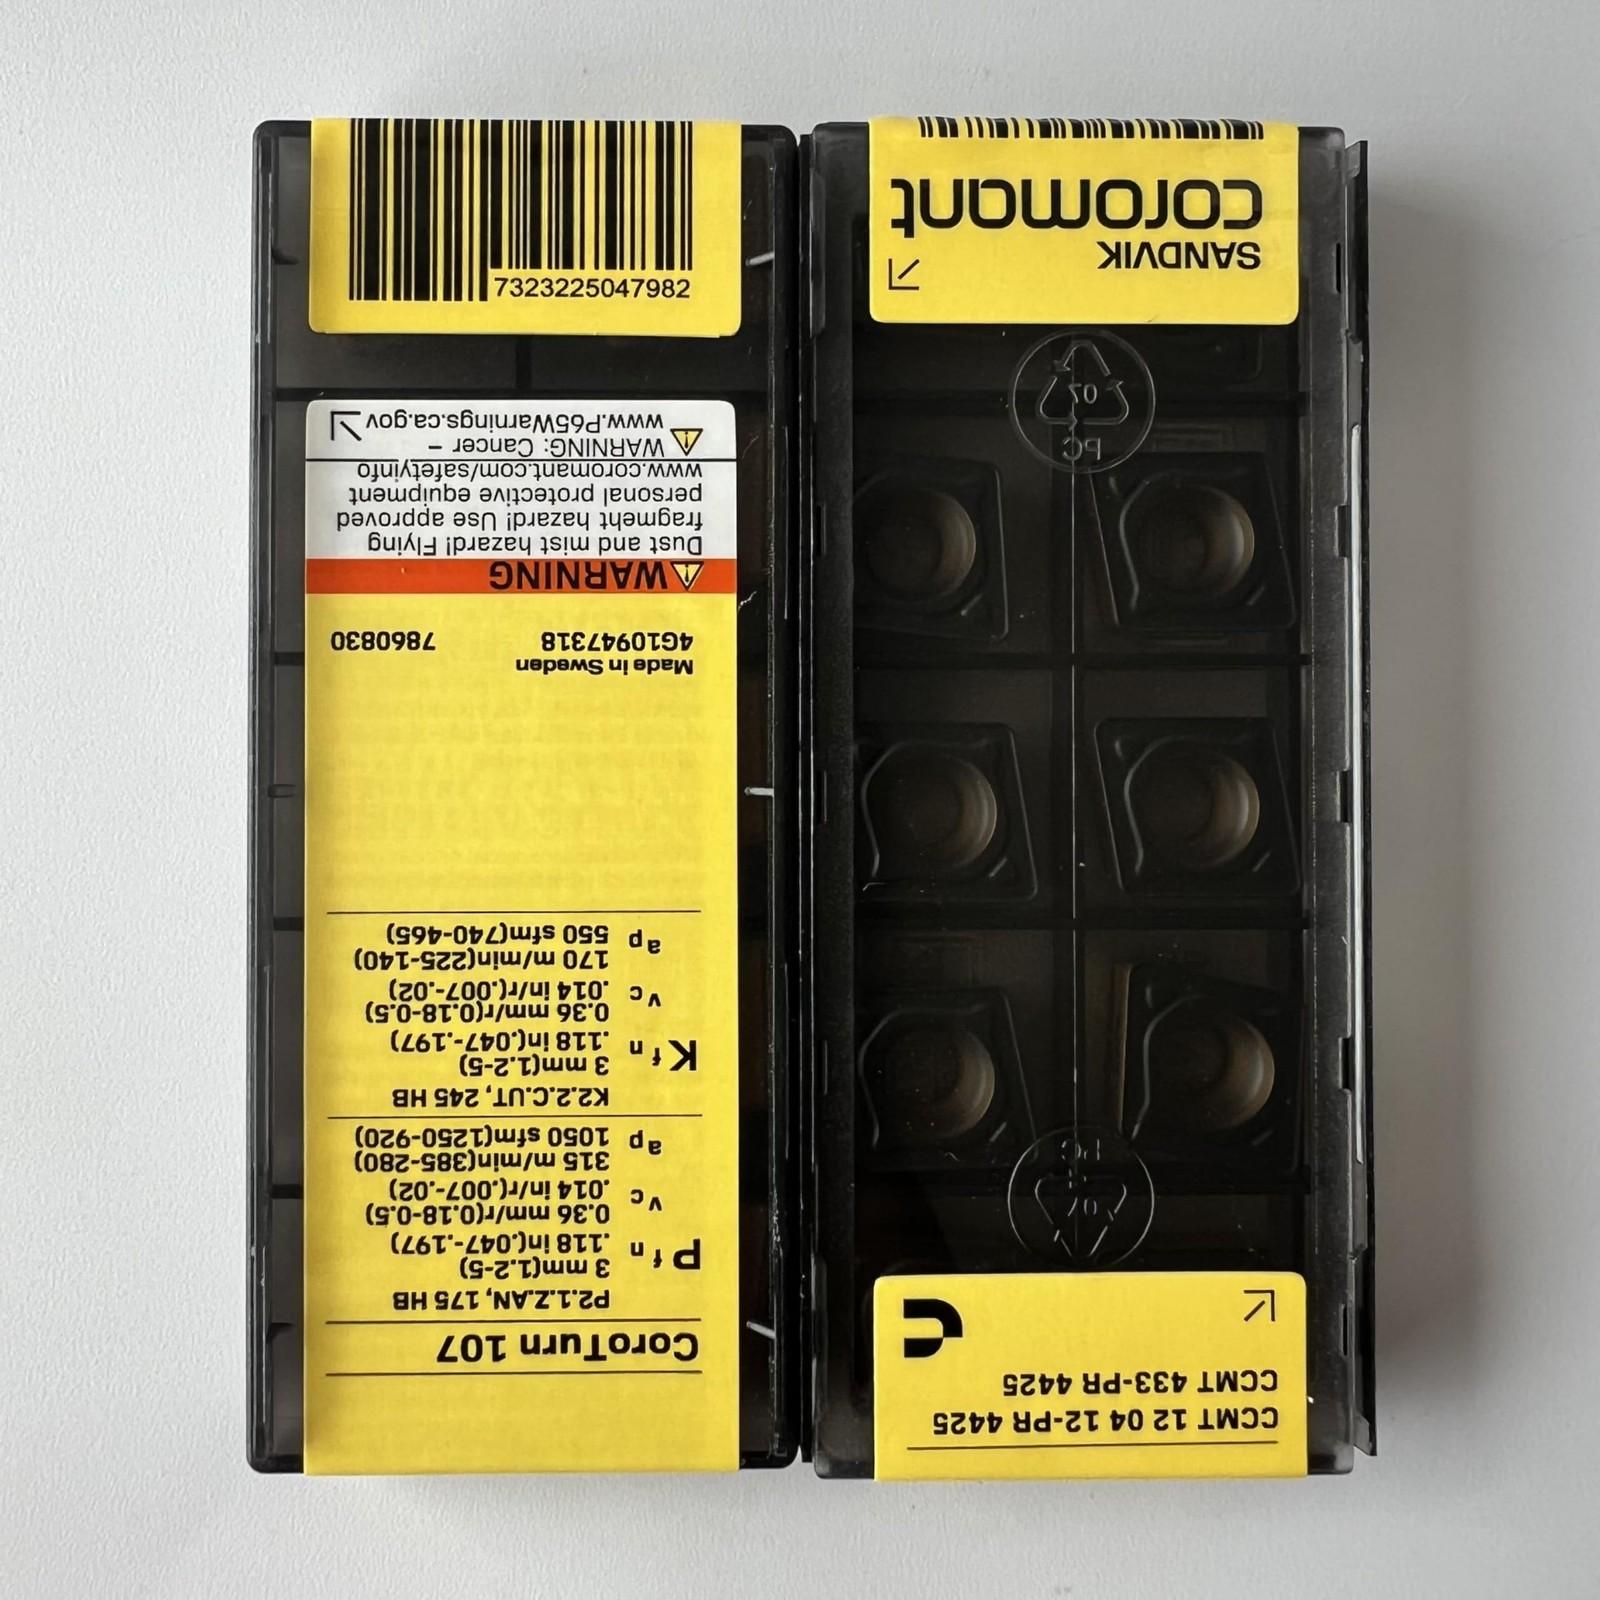 7323225047982
CoroTurn 107
P2.1.Z.AN, 175 HB
P
f n
v c
a p
3 mm(1.2-5)
.118 in(.047-.197)
0.36 mm/r(0.18-0.5)
.014 in/r(.007-.02)
315 m/min(385-280)
1050 sfm(1250-920)
K2.2.C.UT, 245 HB
K
f n
v c
a p
3 mm(1.2-5)
.118 in(.047-.197)
0.36 mm/r(0.18-0.5)
.014 in/r(.007-.02)
170 m/min(225-140)
550 sfm(740-465)
Made in Sweden
4G10947318 7860830
WARNING
Dust and mist hazard! Flying
fragment hazard! Use approved
personal protective equipment
www.coromant.com/safetyinfo
WARNING: Cancer –
www.P65Warnings.ca.gov
CCMT 12 04 12-PR 4425
CCMT 433-PR 4425
PC
07
07
PC
SANDVIK
coromant